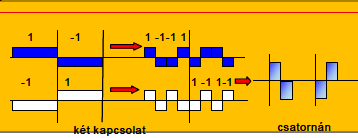 1 -1 1 -1-1 1
-1 1 1 -1 1-1
két kapcsolat csatornán